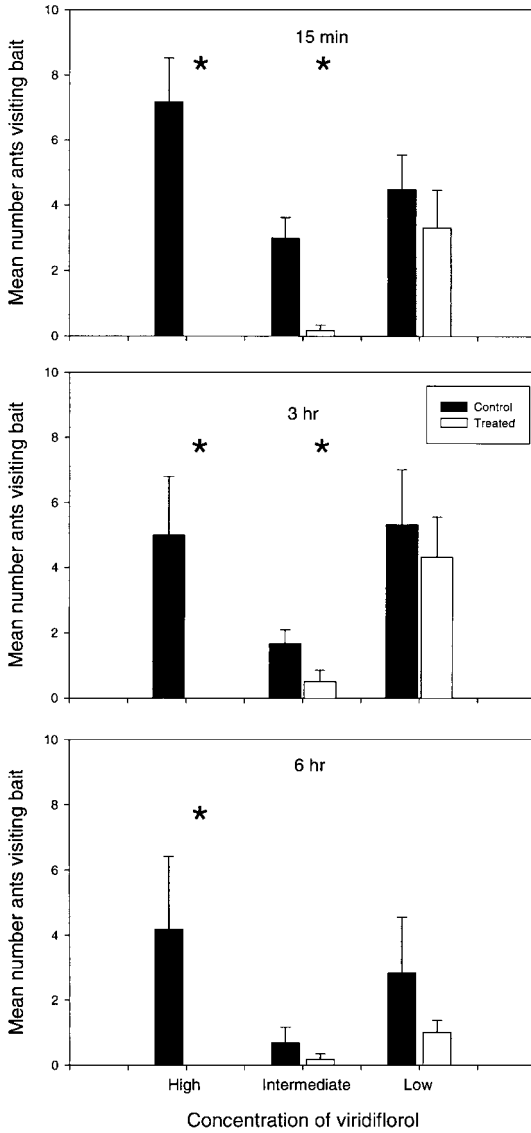 10
8
6
4
2
0
Mean number ants visiting bait
15 min
* *
10
8
6
4
2
0
Mean number ants visiting bait
3 hr
* *
Control
Treated
10
8
6
4
2
0
Mean number ants visiting bait
6 hr
*
High Intermediate Low
Concentration of viridiflorol